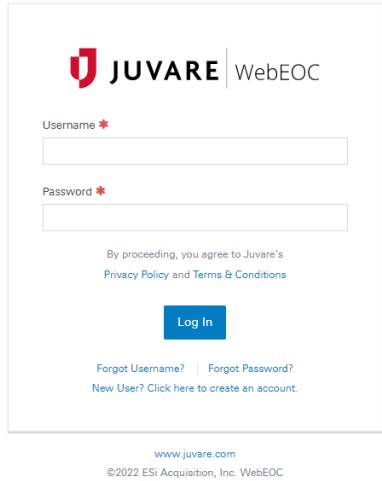 JUVARE WebEOC
Username *
Password *
By proceeding, you agree to Juvare's
Privacy Policy and Terms & Conditions
Log In
Forgot Username? | Forgot Password?
New User? Click here to create an account.
www.juvare.com
©2022 ESi Acquisition, Inc. WebEOC